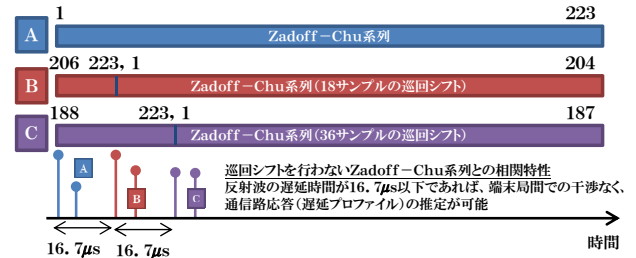 1 223
A Zadoff－Chu系列
206 223, 1 204
B Zadoff－Chu系列(18サンプルの巡回シフト)
188 223, 1 187
C Zadoff－Chu系列(36サンプルの巡回シフト)
巡回シフトを行わないZadoff－Chu系列との相関特性
反射波の遅延時間が16.7μs以下であれば、端末局間での干渉なく、
通信路応答(遅延プロファイル)の推定が可能
A
B
C
16.7μs 16.7μs
時間